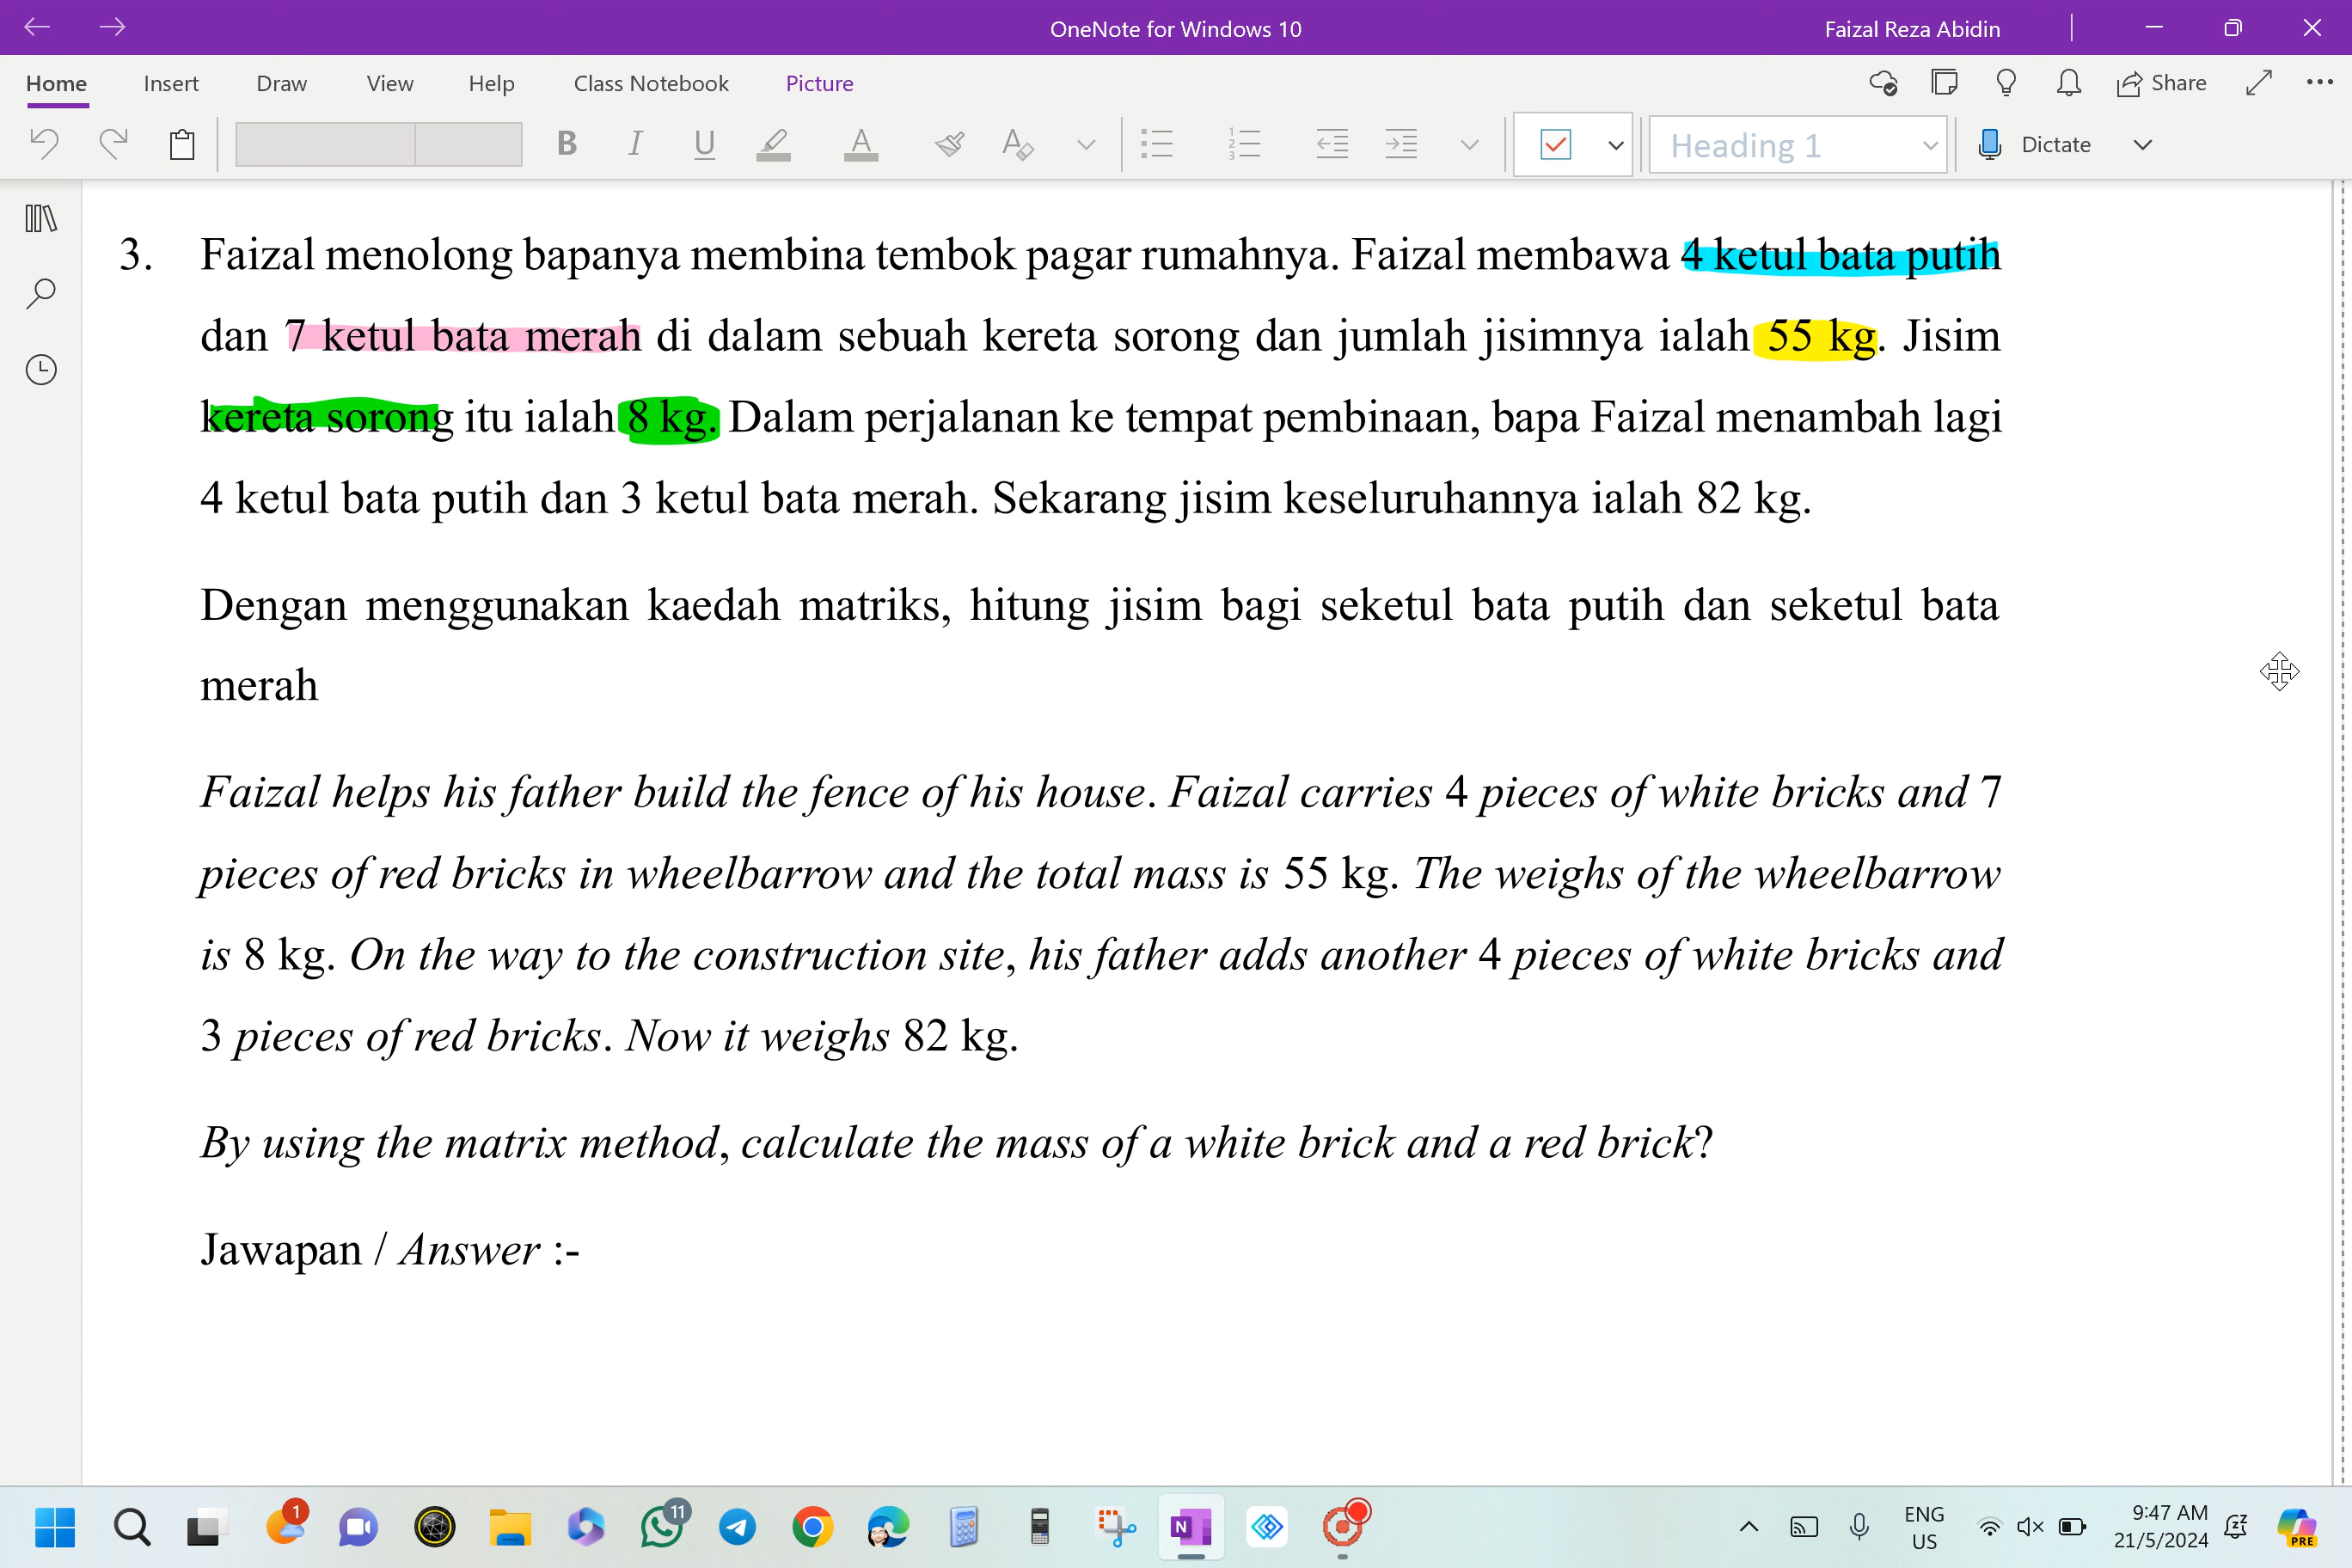 OneNote for Windows 10
Faizal Reza Abidin
Home Insert Draw View Help Class Notebook Picture Share
B I U A A Heading 1 Dictate
3. Faizal menolong bapanya membina tembok pagar rumahnya. Faizal membawa 4 ketul bata putih
dan 7 ketul bata merah di dalam sebuah kereta sorong dan jumlah jisimnya ialah 55 kg. Jisim
kereta sorong itu ialah 8 kg. Dalam perjalanan ke tempat pembinaan, bapa Faizal menambah lagi
4 ketul bata putih dan 3 ketul bata merah. Sekarang jisim keseluruhannya ialah 82 kg.
Dengan menggunakan kaedah matriks, hitung jisim bagi seketul bata putih dan seketul bata
merah
Faizal helps his father build the fence of his house. Faizal carries 4 pieces of white bricks and 7
pieces of red bricks in wheelbarrow and the total mass is 55 kg. The weighs of the wheelbarrow
is 8 kg. On the way to the construction site, his father adds another 4 pieces of white bricks and
3 pieces of red bricks. Now it weighs 82 kg.
By using the matrix method, calculate the mass of a white brick and a red brick?
Jawapan / Answer :-
1
11
N
ENG
US
9:47 AM
21/5/2024
PRE